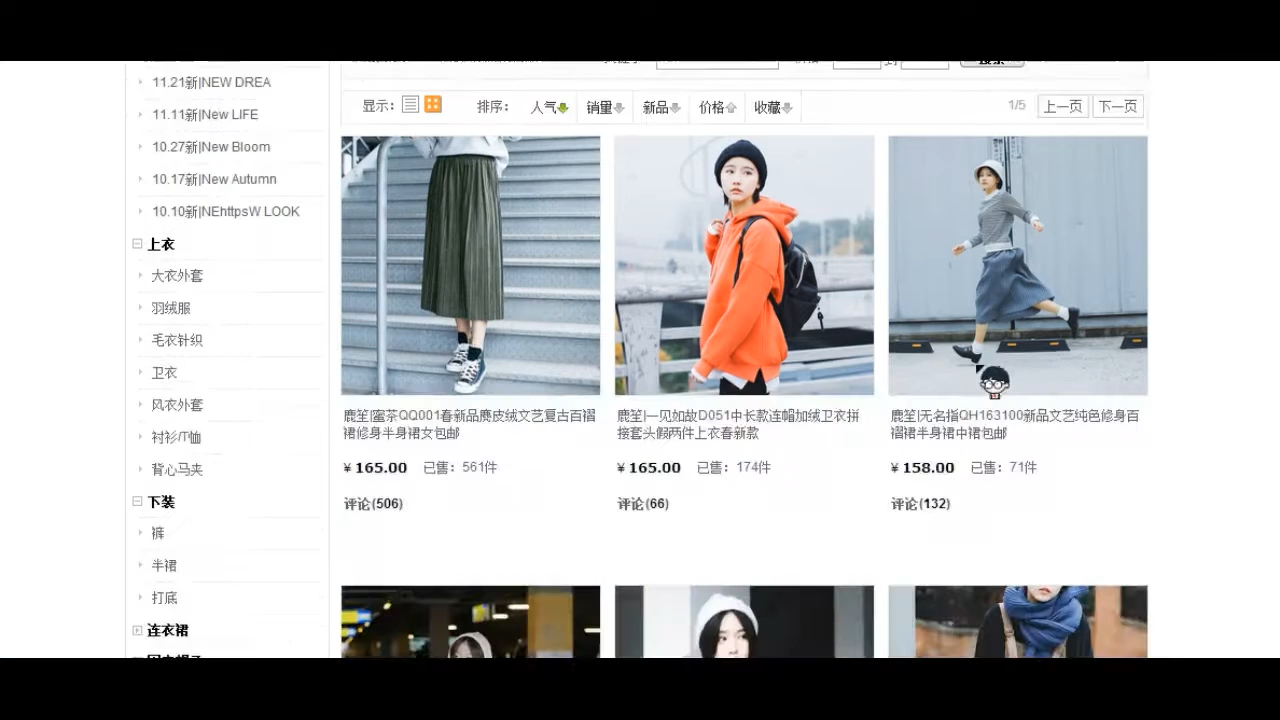 11.21新|NEW DREA
11.11新|New LIFE
10.27新|New Bloom
10.17新|New Autumn
10.10新|NEhttpsW LOOK
上衣
大衣外套
羽绒服
毛衣针织
卫衣
风衣外套
衬衫/T恤
背心马夹
下装
裤
半裙
打底
连衣裙
到
搜索
显示：
排序： 人气 销量 新品 价格 收藏
1/5 上一页 下一页
鹿笙|蜜茶QQ001春新品麂皮绒文艺复古百褶
裙修身半身裙女包邮
¥ 165.00 已售：561件
评论(506)
鹿笙|一见如故D051中长款连帽加绒卫衣拼
接套头假两件上衣春新款
¥ 165.00 已售：174件
评论(66)
鹿笙|无名指QH163100新品文艺纯色修身百
褶裙半身裙中裙包邮
¥ 158.00 已售：71件
评论(132)